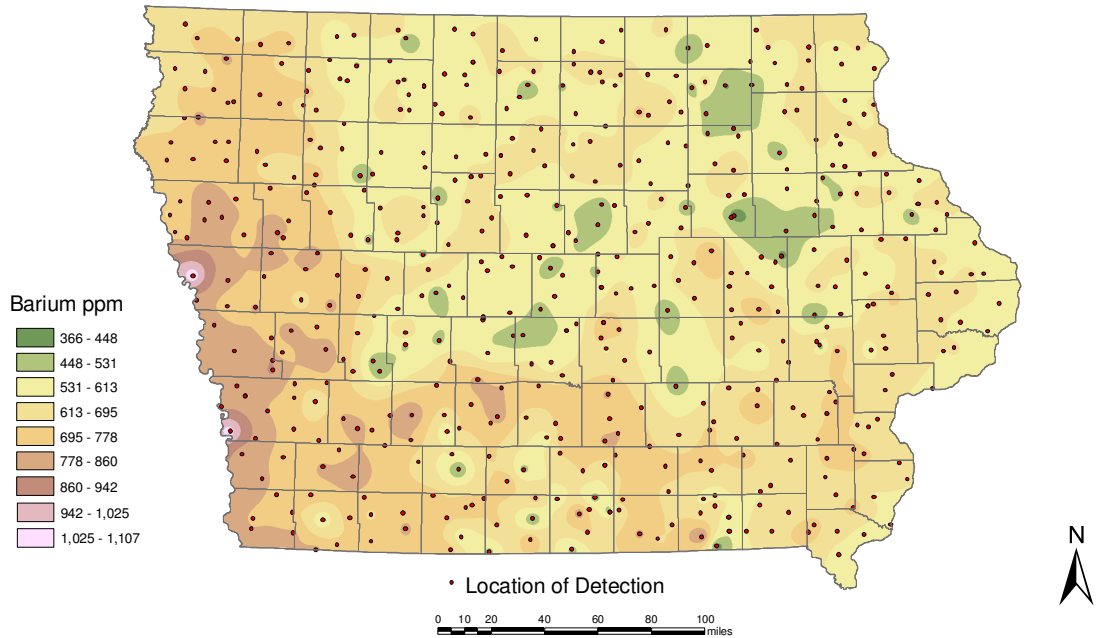 Barium ppm
366 - 448
448 - 531
531 - 613
613 - 695
695 - 778
778 - 860
860 - 942
942 - 1,025
1,025 - 1,107
Location of Detection
N
0 10 20 40 60 80 100
miles